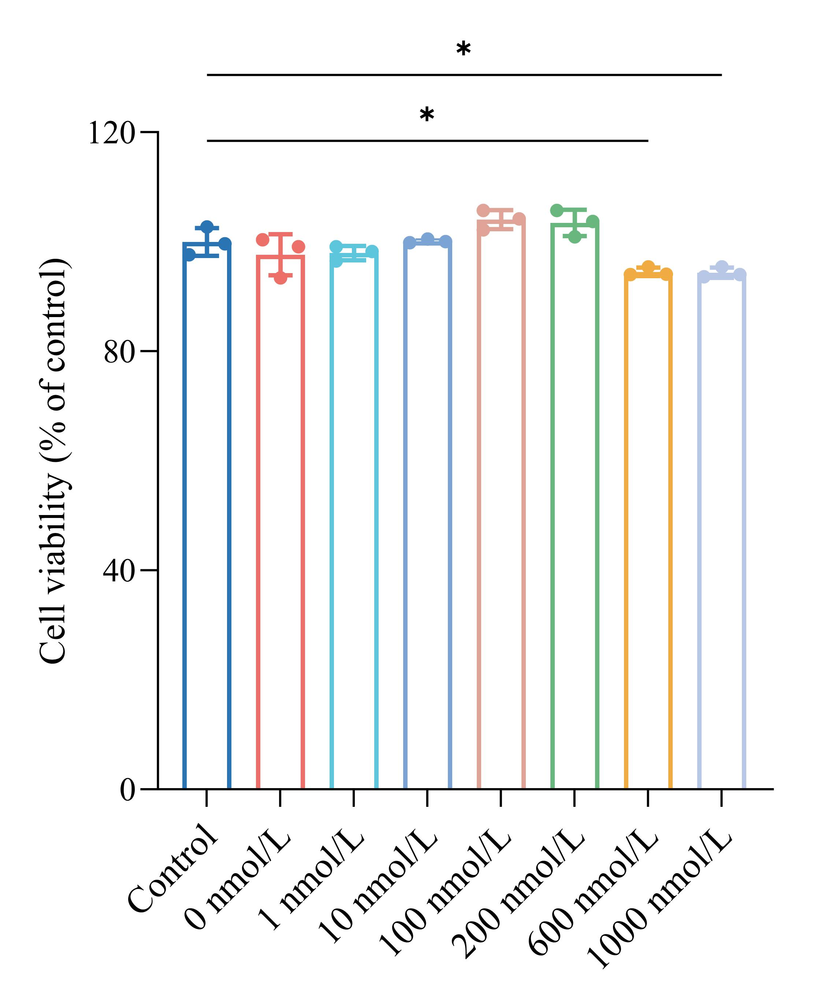 *
*
120
80
40
0
Cell viability (% of control)
Control
0 nmol/L
1 nmol/L
10 nmol/L
100 nmol/L
200 nmol/L
600 nmol/L
1000 nmol/L